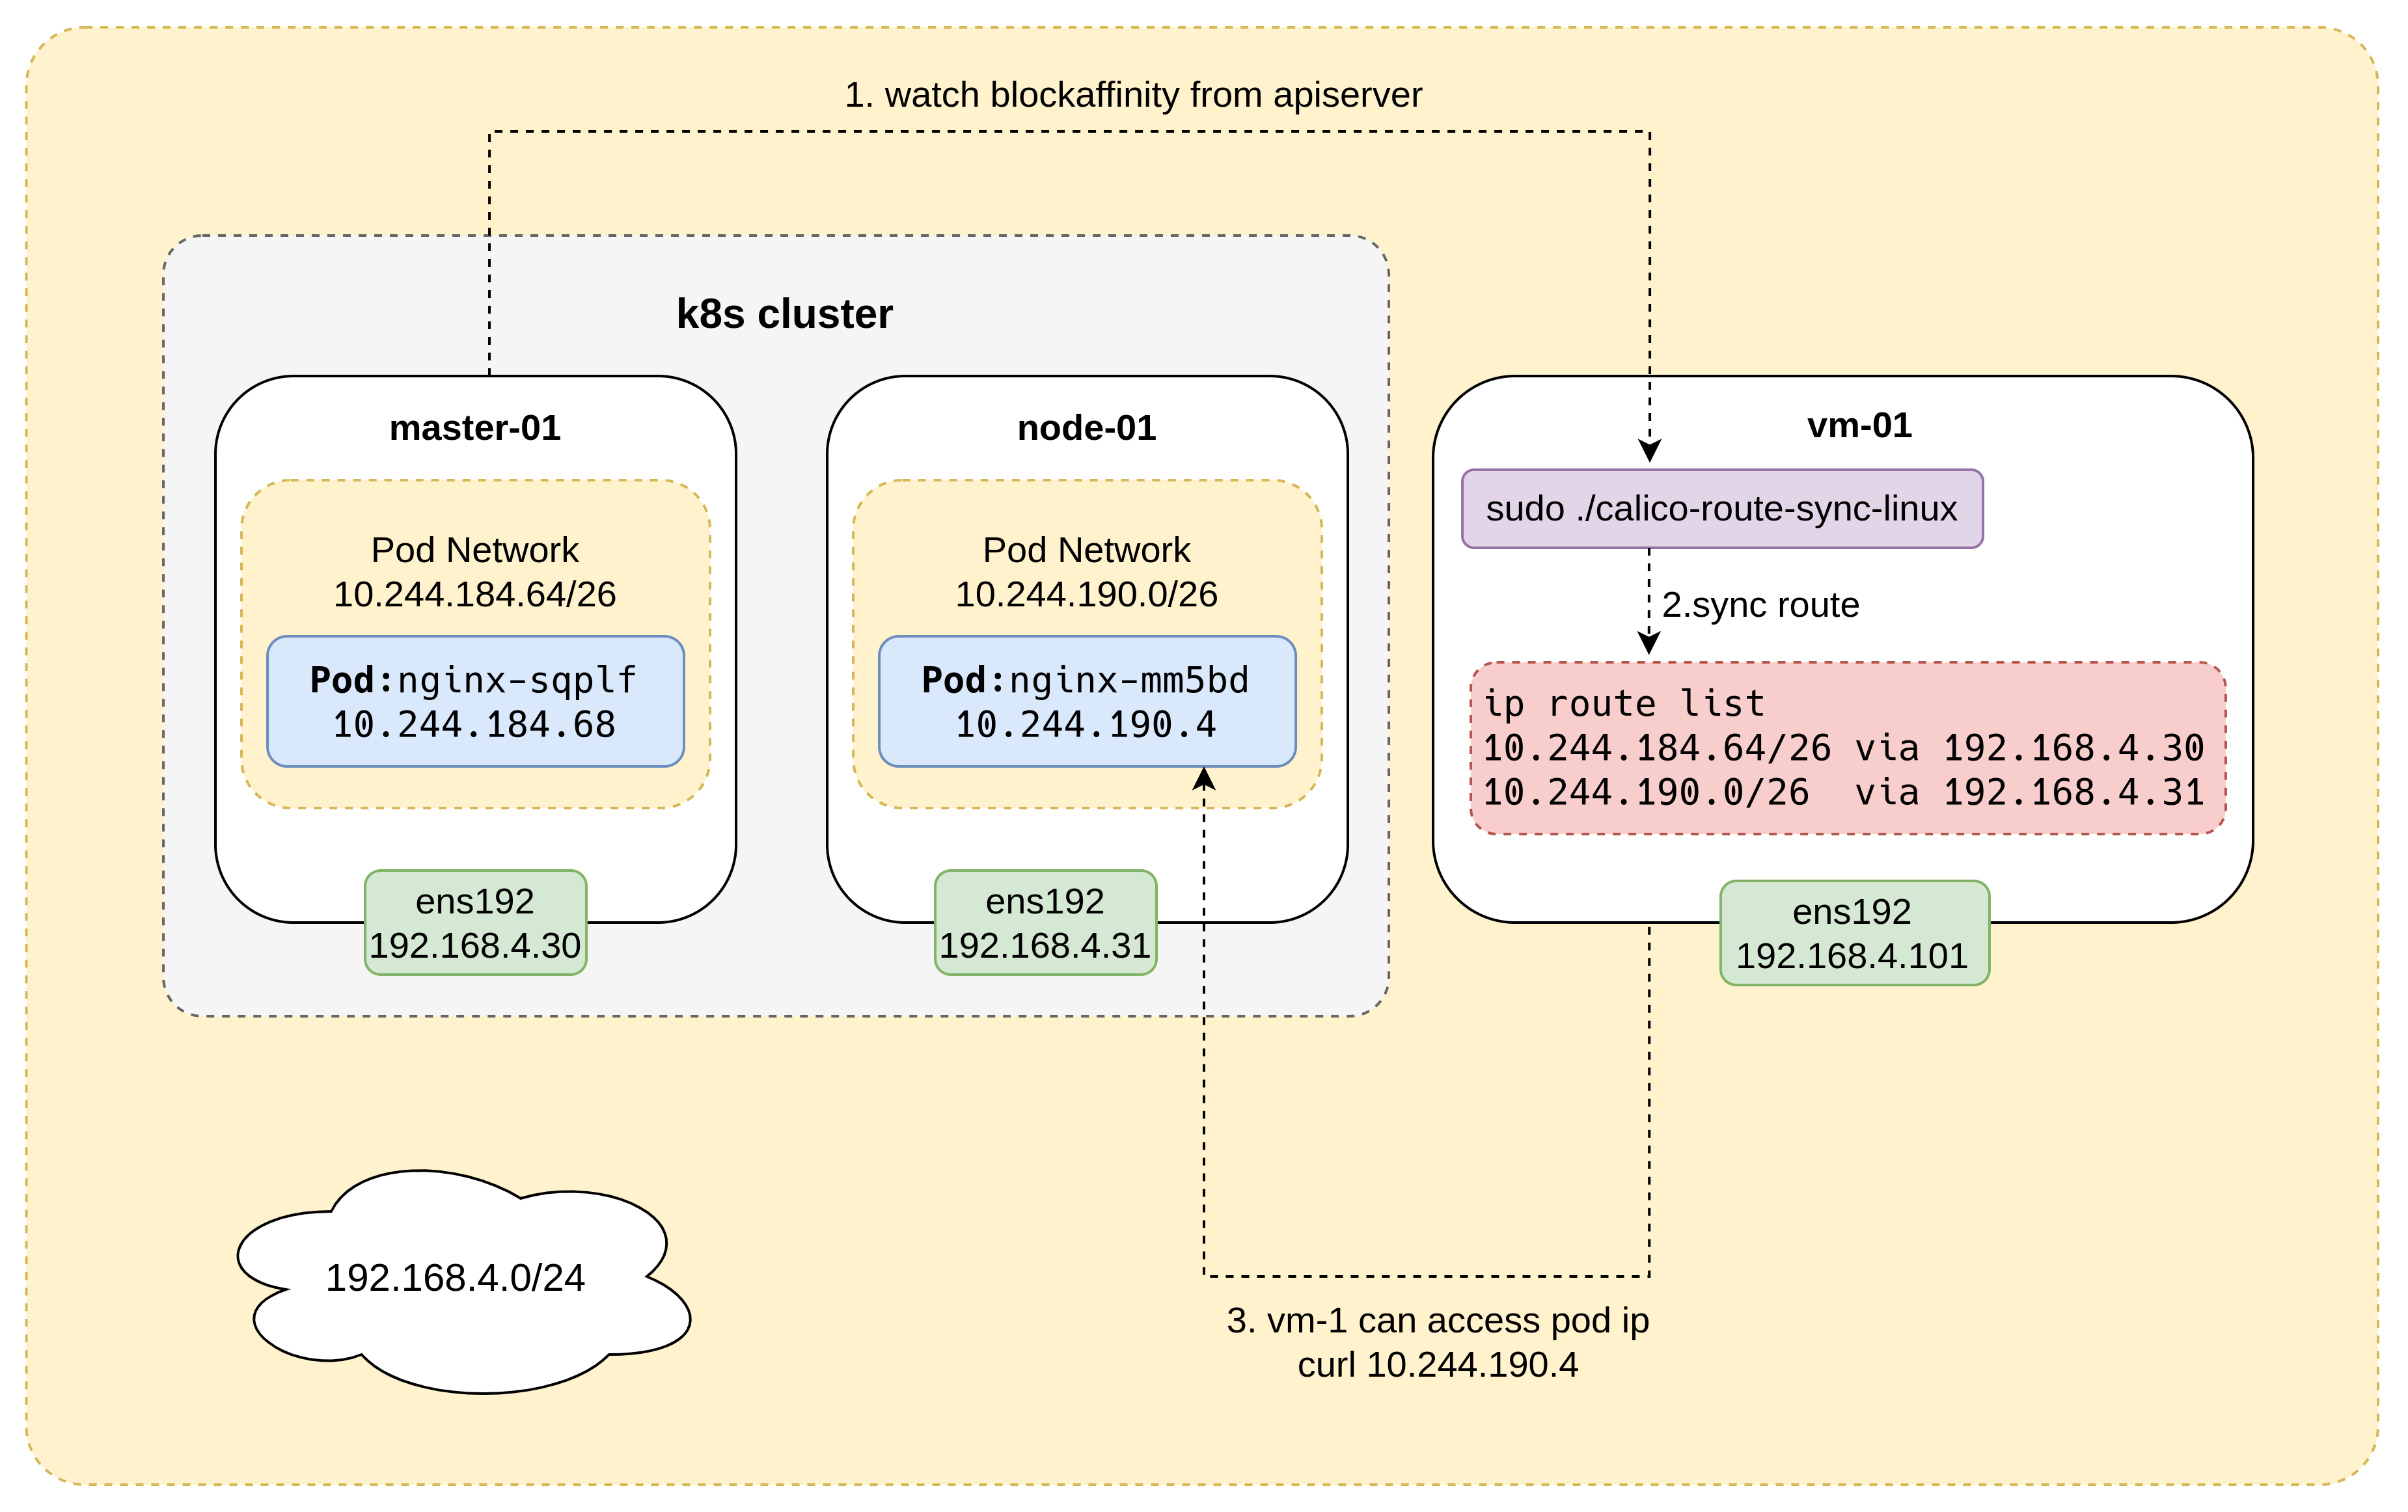 1. watch blockaffinity from apiserver
k8s cluster
master-01
Pod Network
10.244.184.64/26
Pod:nginx-sqplf
10.244.184.68
ens192
192.168.4.30
node-01
Pod Network
10.244.190.0/26
Pod:nginx-mm5bd
10.244.190.4
ens192
192.168.4.31
vm-01
sudo ./calico-route-sync-linux
2.sync route
ip route list
10.244.184.64/26 via 192.168.4.30
10.244.190.0/26  via 192.168.4.31
ens192
192.168.4.101
192.168.4.0/24
3. vm-1 can access pod ip
curl 10.244.190.4